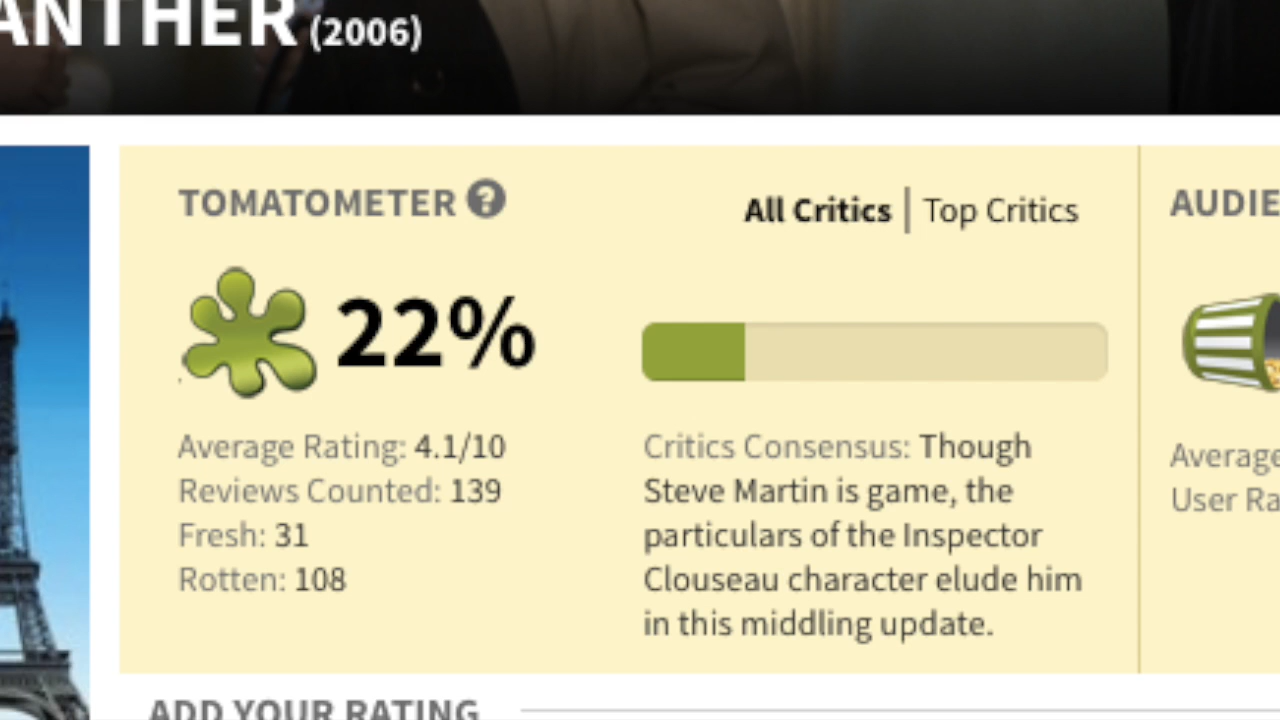 ANTHER (2006)
TOMATOMETER ?
All Critics | Top Critics
AUDIE
22%
Average Rating: 4.1/10
Reviews Counted: 139
Fresh: 31
Rotten: 108
Critics Consensus: Though
Steve Martin is game, the
particulars of the Inspector
Clouseau character elude him
in this middling update.
Average
User Ra
ADD YOUR RATING